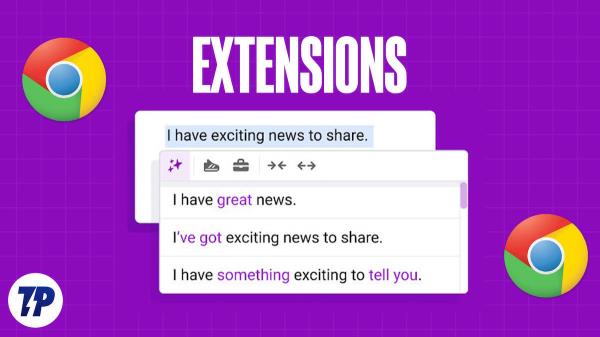 EXTENSIONS
I have exciting news to share.
I have great news.
I've got exciting news to share.
I have something exciting to tell you.
TP